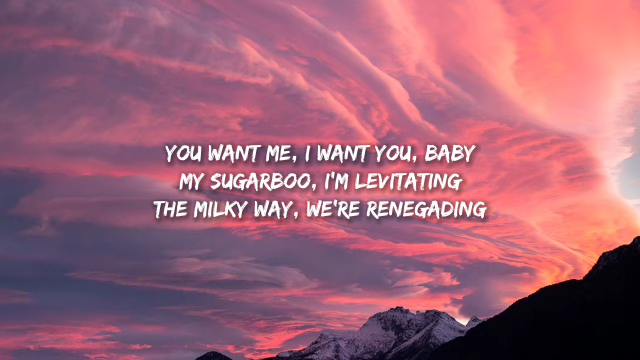 YOU WANT ME, I WANT YOU, BABY
MY SUGARBOO, I'M LEVITATING
THE MILKY WAY, WE'RE RENEGADING